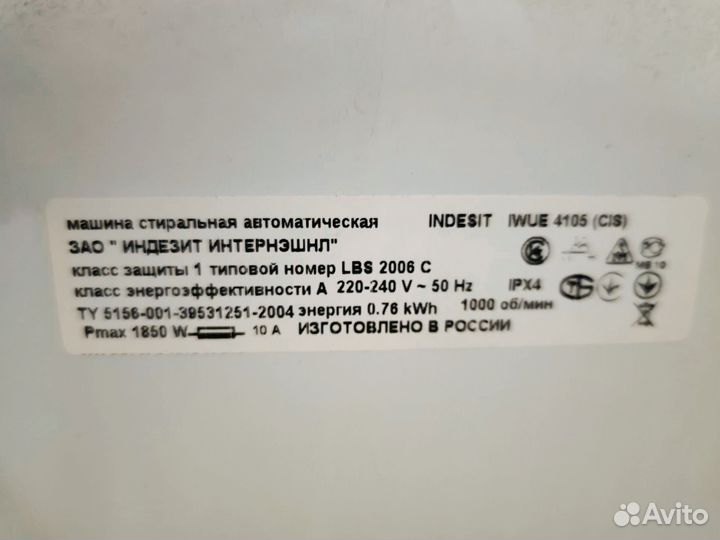 машина стиральная автоматическая INDESIT IWUE 4105 (CIS)
ЗАО " ИНДЕЗИТ ИНТЕРНЭШНЛ"
класс защиты 1 типовой номер LBS 2006 C
класс энергоэффективности А 220-240 V ~ 50 Hz IPX4
ТУ 5156-001-39531251-2004 энергия 0.76 kWh 1000 об/мин
Pmax 1850 W 10 A ИЗГОТОВЛЕНО В РОССИИ
Avito